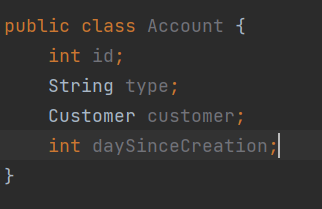 public class Account {
    int id;
    String type;
    Customer customer;
    int daySinceCreation;
}